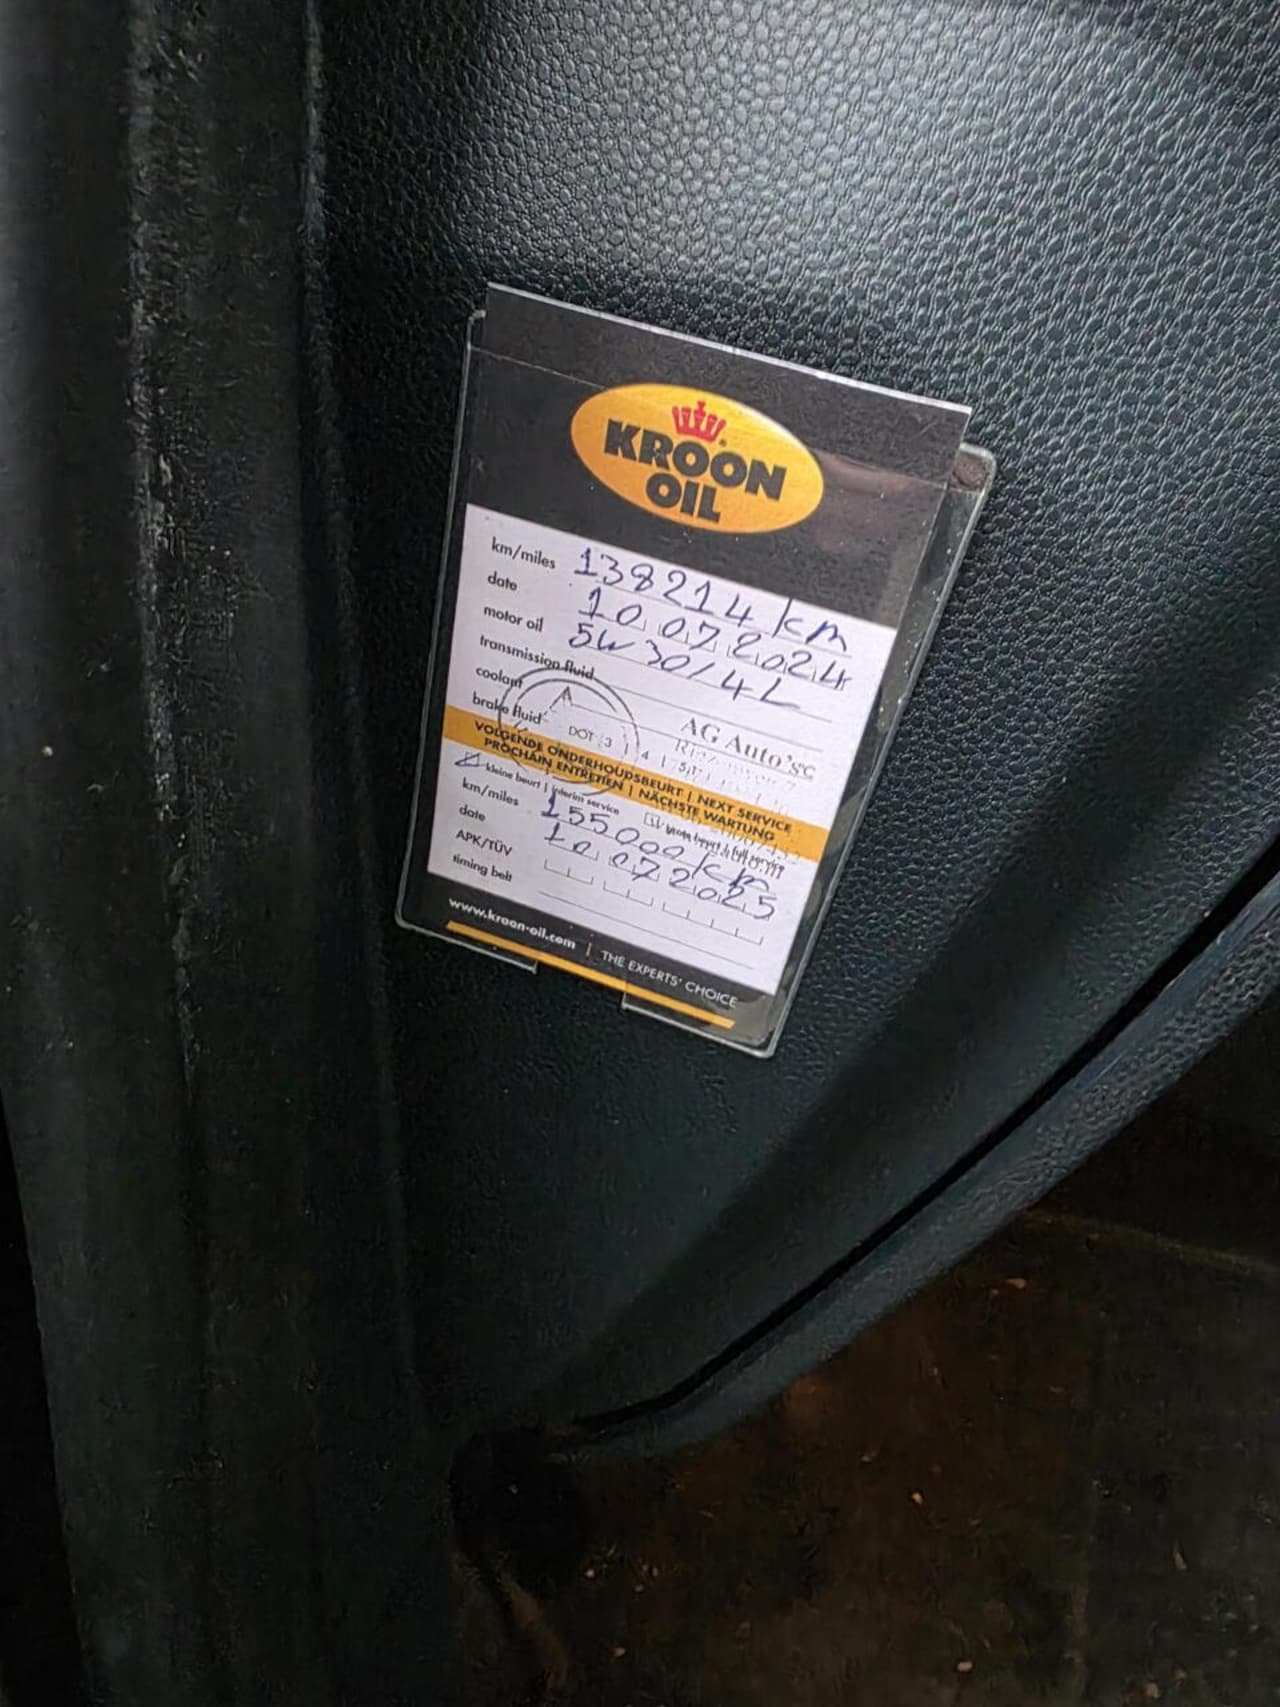 KROON
OIL
km/miles 138214 km
date 10 07 2024
motor oil 5W30/4L
transmission fluid
coolant
AG Auto's
brake fluid DOT 3 | 4 |
VOLGENDE ONDERHOUDSBEURT | NEXT SERVICE
PROCHAIN ENTRETIEN | NÄCHSTE WARTUNG
kleine beurt | interim service
km/miles 155000 km
date 10 07 2025
APK/TÜV
timing belt
www.kroon-oil.com | THE EXPERTS' CHOICE